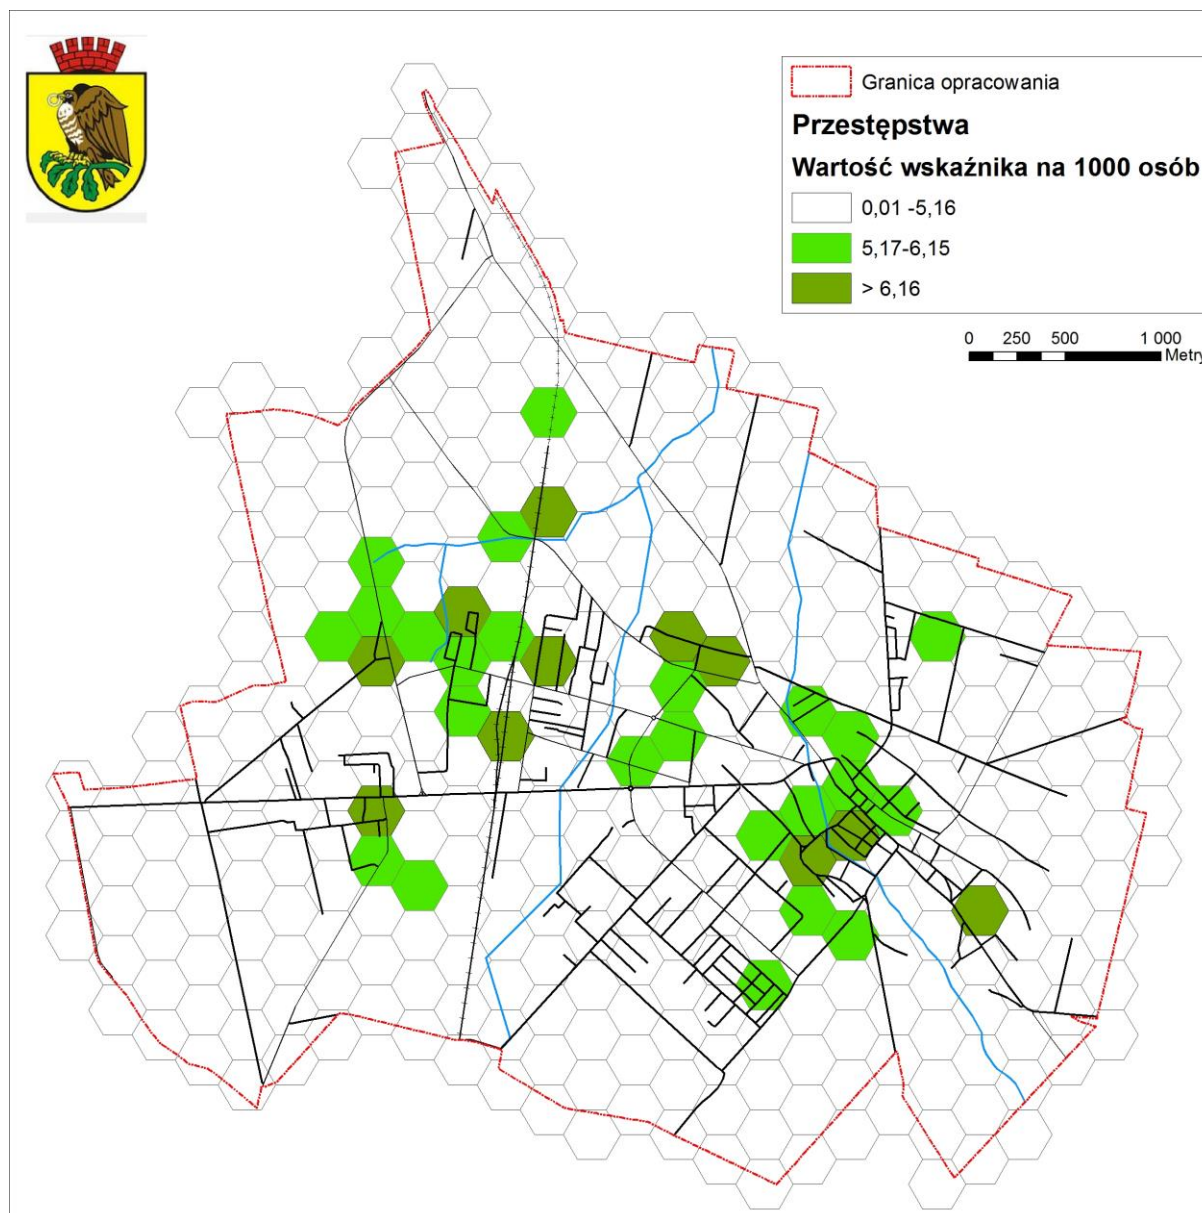 Granica opracowania
Przestępstwa
Wartość wskaźnika na 1000 osób
0,01 -5,16
5,17-6,15
> 6,16
0 250 500 1 000
Metry